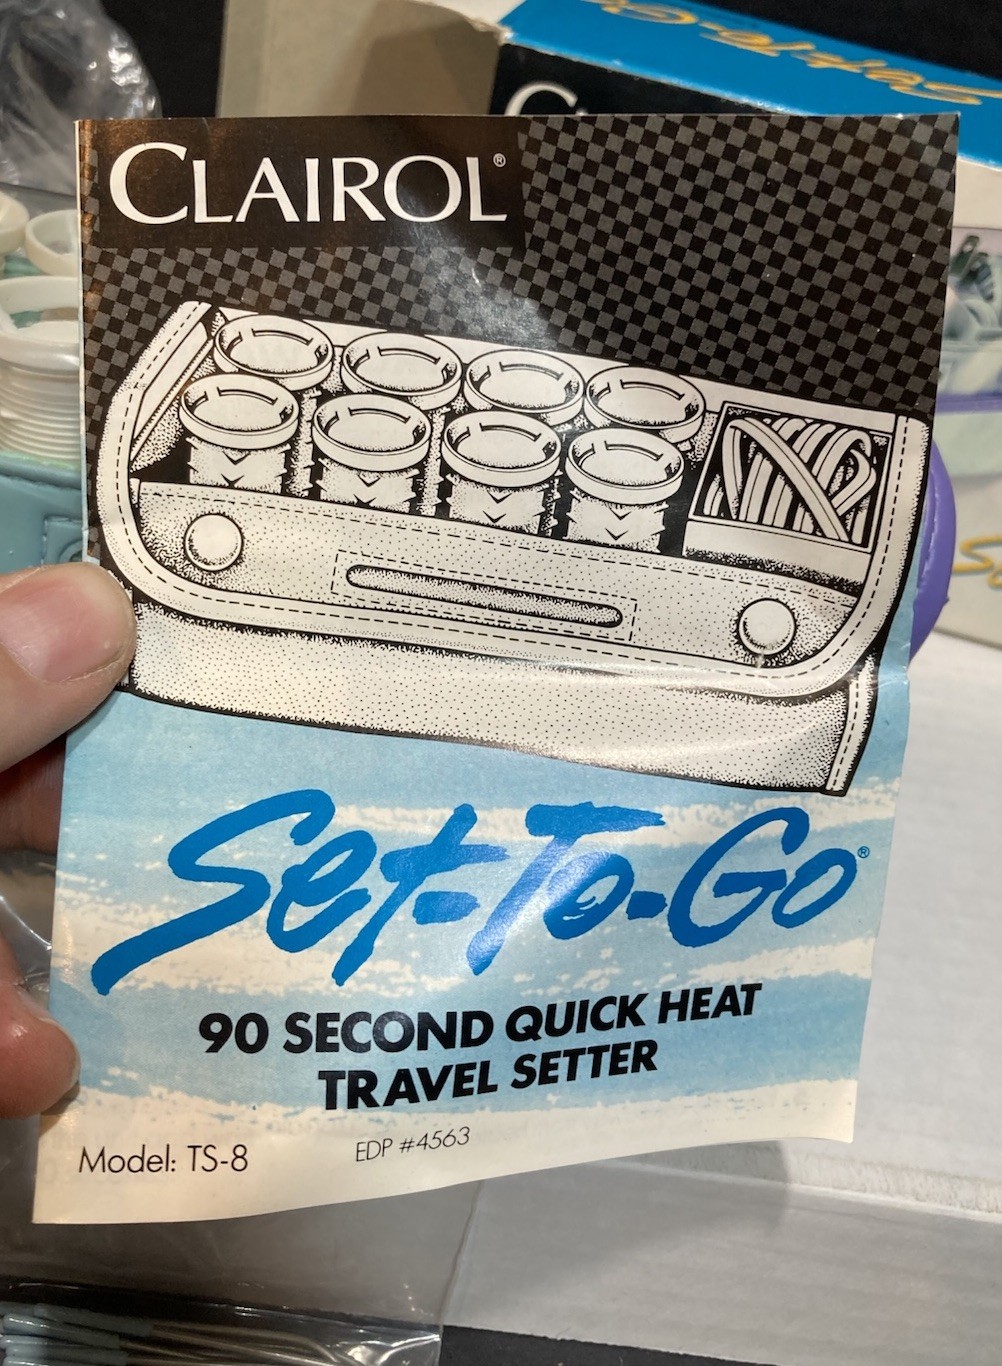 CLAIROL®
Set-To-Go®
90 SECOND QUICK HEAT
TRAVEL SETTER
Model: TS-8
EDP #4563